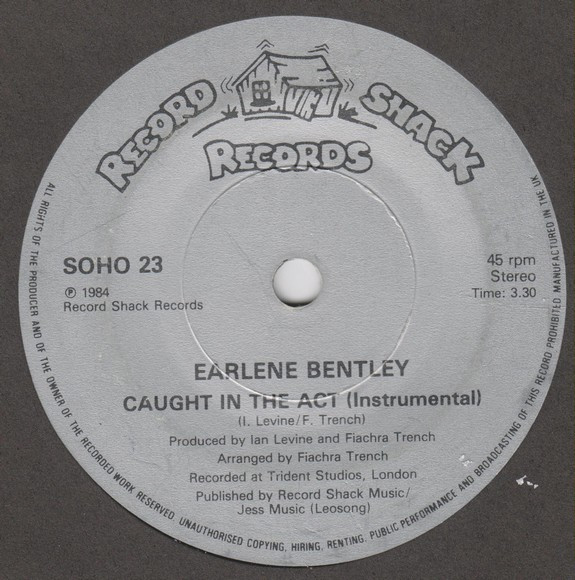 RECORD SHACK
RECORDS
SOHO 23
℗ 1984
Record Shack Records
45 rpm
Stereo
Time: 3.30
EARLENE BENTLEY
CAUGHT IN THE ACT (Instrumental)
(I. Levine/F. Trench)
Produced by Ian Levine and Fiachra Trench
Arranged by Fiachra Trench
Recorded at Trident Studios, London
Published by Record Shack Music/
Jess Music (Leosong)
ALL RIGHTS OF THE PRODUCER AND OF THE OWNER OF THE RECORDED WORK RESERVED. UNAUTHORISED COPYING, HIRING, RENTING, PUBLIC PERFORMANCE AND BROADCASTING OF THIS RECORD PROHIBITED. MANUFACTURED IN THE UK